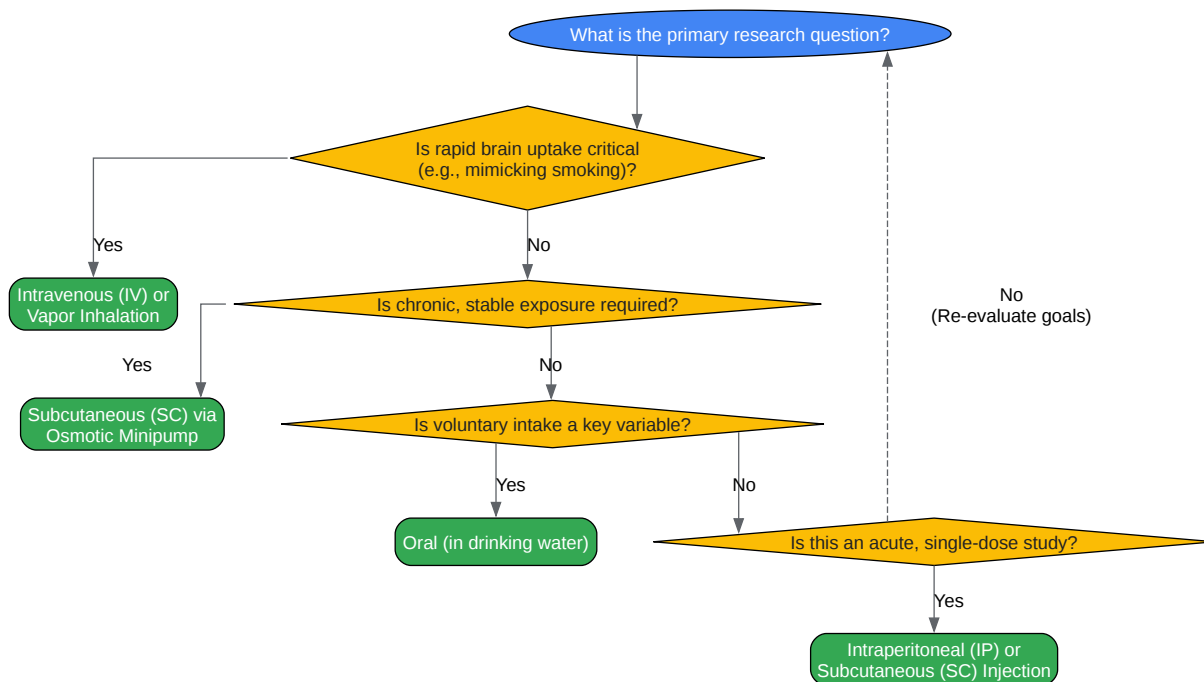 What is the primary research question?
Is rapid brain uptake critical
(e.g., mimicking smoking)?
Yes
No
Intravenous (IV) or
Vapor Inhalation
Is chronic, stable exposure required?
No
(Re-evaluate goals)
Yes
No
Subcutaneous (SC) via
Osmotic Minipump
Is voluntary intake a key variable?
Yes
No
Oral (in drinking water)
Is this an acute, single-dose study?
Yes
Intraperitoneal (IP) or
Subcutaneous (SC) Injection